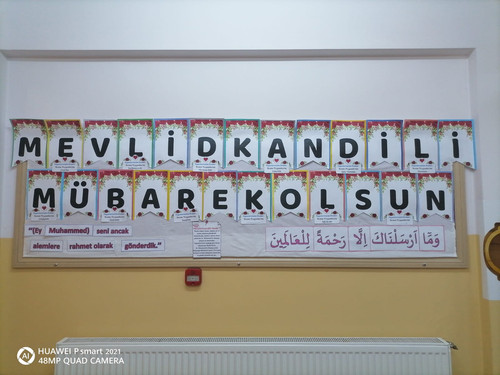 MEVLİDKANDİLİ
MÜBAREKOLSUN
"(Ey Muhammed) seni ancak
alemlere rahmet olarak gönderdik."
وَمَٓا اَرْسَلْنَاكَ اِلَّا رَحْمَةً لِلْعَالَم۪ينَ
HUAWEI P smart 2021
48MP QUAD CAMERA
AI